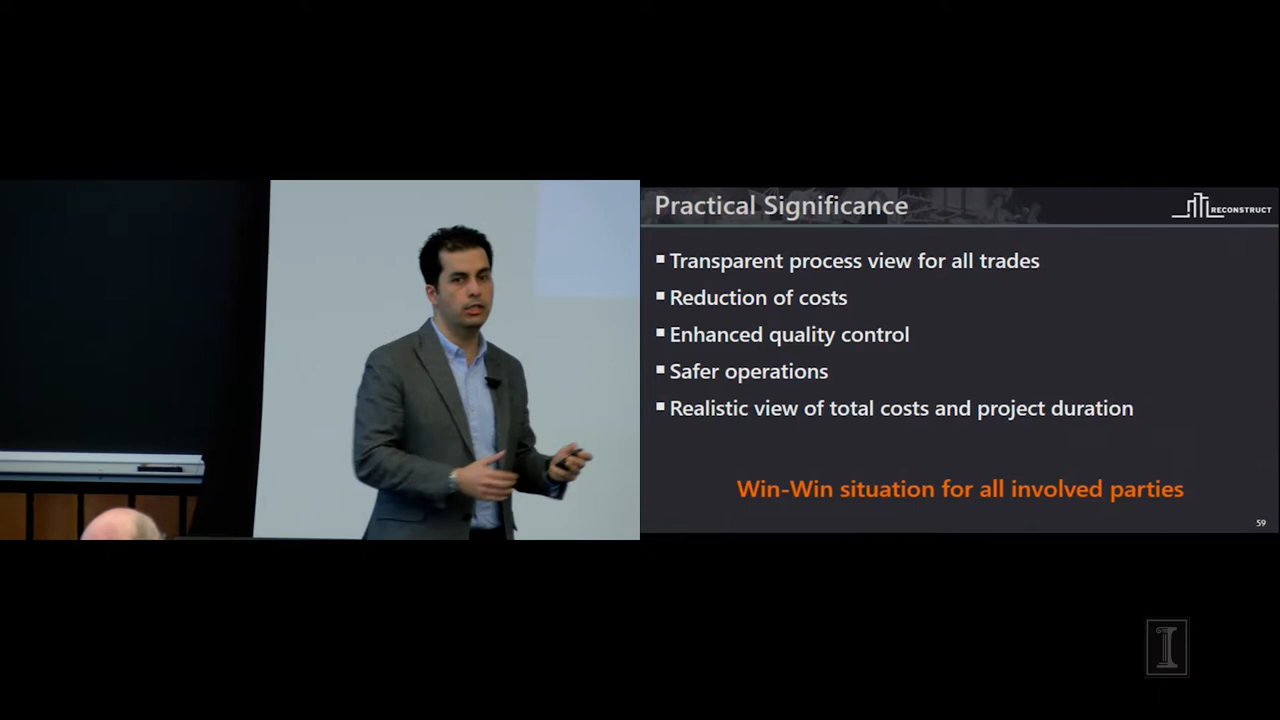 Practical Significance
RECONSTRUCT
Transparent process view for all trades
Reduction of costs
Enhanced quality control
Safer operations
Realistic view of total costs and project duration
Win-Win situation for all involved parties
59
I